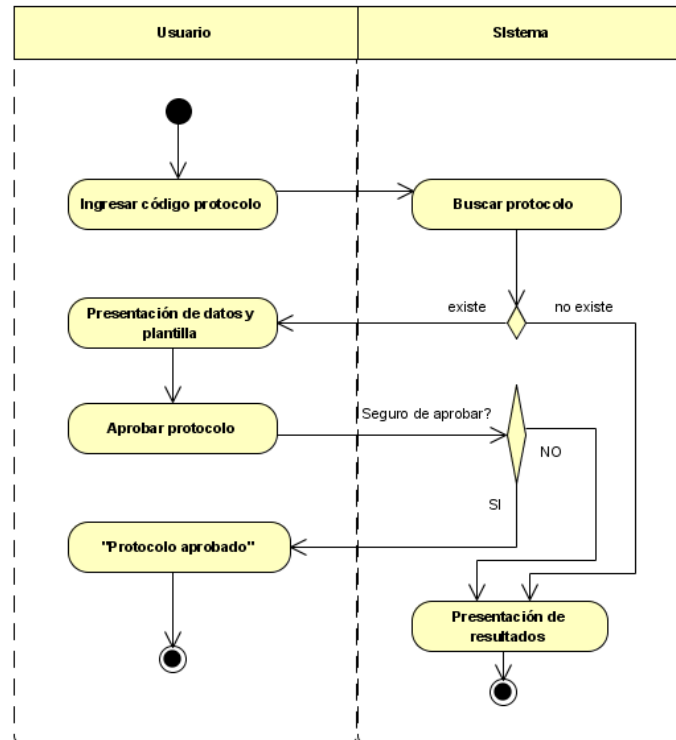 Usuario
SIstema
Ingresar código protocolo
Buscar protocolo
existe
no existe
Presentación de datos y
plantilla
Seguro de aprobar?
Aprobar protocolo
NO
SI
"Protocolo aprobado"
Presentación de
resultados